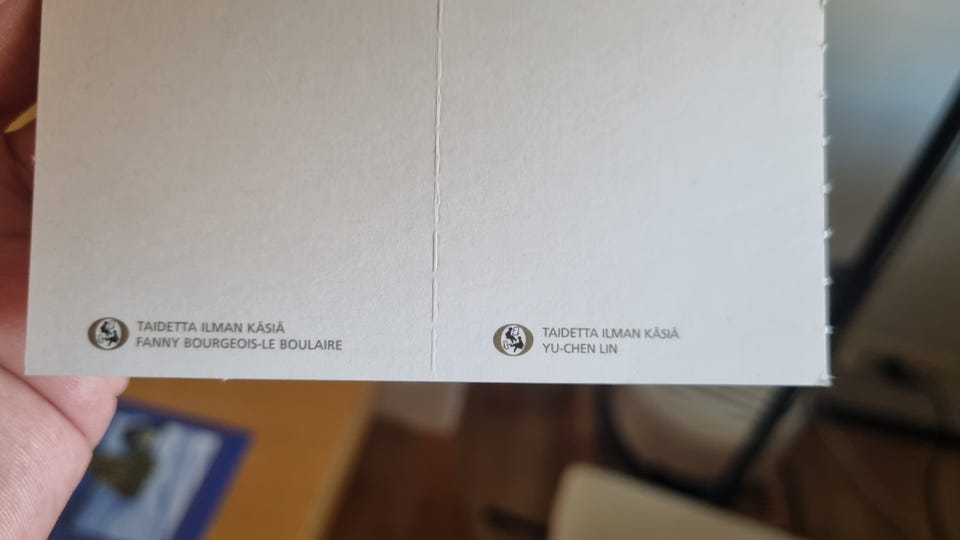 TAIDETTA ILMAN KÄSIÄ
FANNY BOURGEOIS-LE BOULAIRE
TAIDETTA ILMAN KÄSIÄ
YU-CHEN LIN